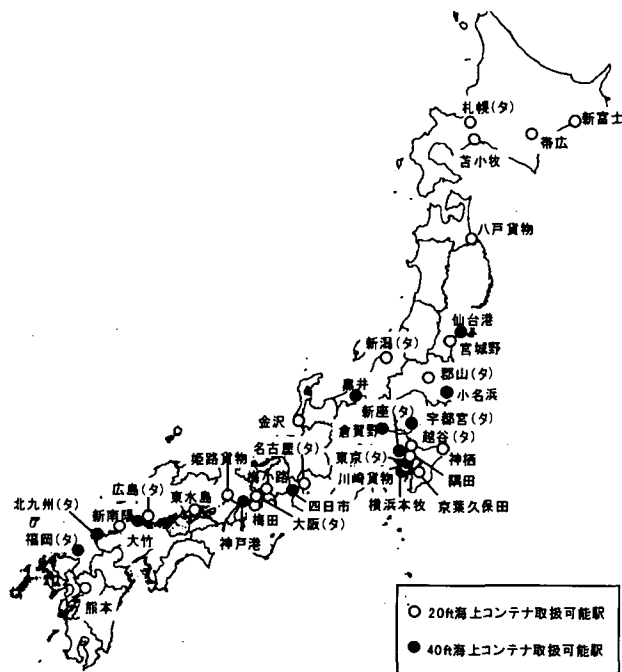 札幌(タ)
新富士
帯広
苫小牧
八戸貨物
仙台港
宮城野
新潟(タ)
郡山(タ)
黒井
小名浜
新座(タ)
宇都宮(タ)
金沢
倉賀野
越谷(タ)
名古屋(タ)
神栖
姫路貨物
東京(タ)
隅田
川崎貨物
広島(タ)
東水島
横小路
四日市
横浜本牧
京葉久保田
北九州(タ)
新南陽
梅田
大阪(タ)
福岡(タ)
大竹
神戸港
熊本
20ft海上コンテナ取扱可能駅
40ft海上コンテナ取扱可能駅